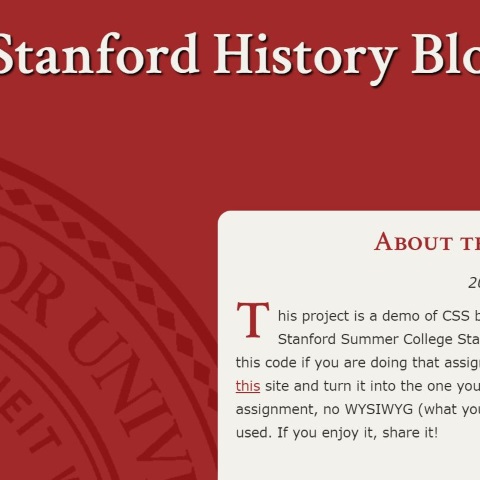 Stanford History Blo
About th
20
This project is a demo of CSS b
Stanford Summer College Sta
this code if you are doing that assign
this site and turn it into the one you
assignment, no WYSIWYG (what you
used. If you enjoy it, share it!
OR UNIV
HEIT W